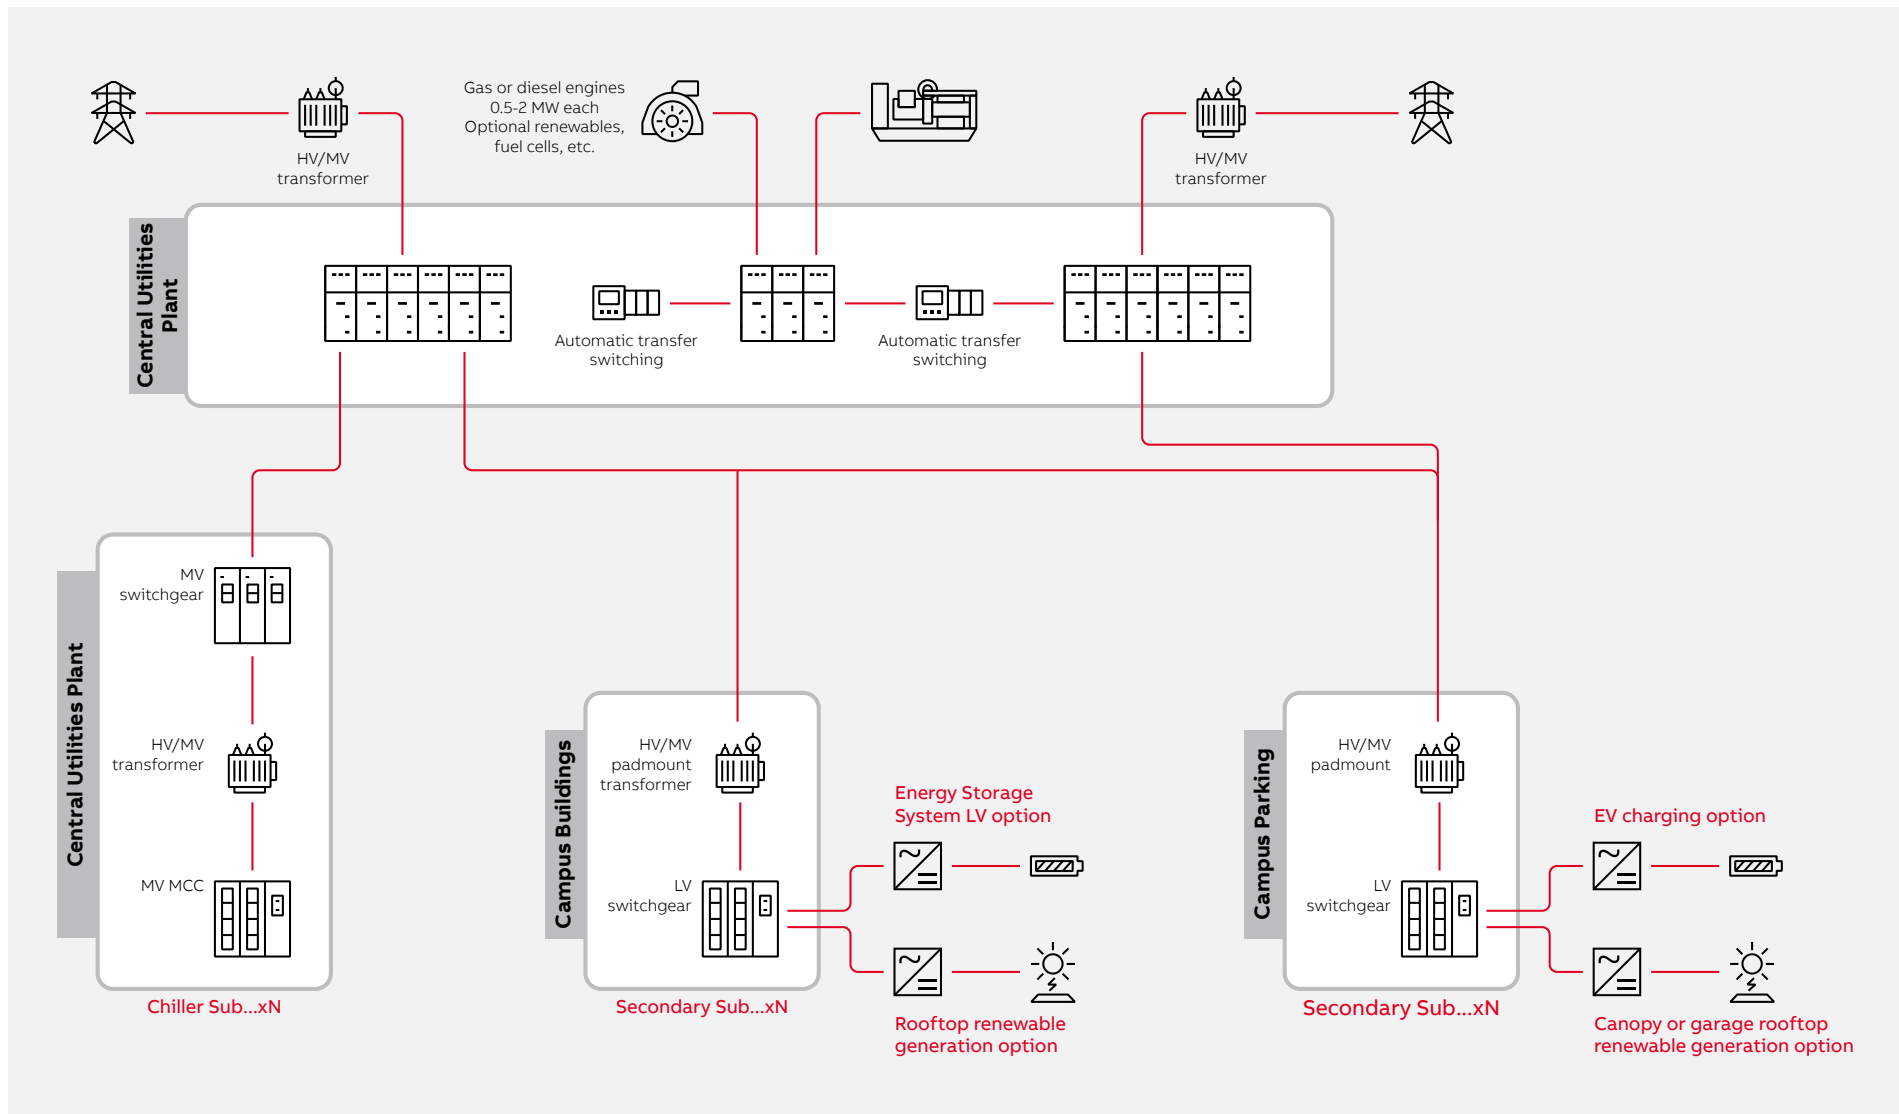 Gas or diesel engines
0.5-2 MW each
Optional renewables,
fuel cells, etc.
HV/MV
transformer
HV/MV
transformer
Central Utilities
Plant
Automatic transfer
switching
Automatic transfer
switching
Central Utilities Plant
MV
switchgear
HV/MV
transformer
MV MCC
Chiller Sub...xN
Campus Buildings
HV/MV
padmount
transformer
LV
switchgear
Secondary Sub...xN
Energy Storage
System LV option
Rooftop renewable
generation option
Campus Parking
HV/MV
padmount
LV
switchgear
Secondary Sub...xN
EV charging option
Canopy or garage rooftop
renewable generation option